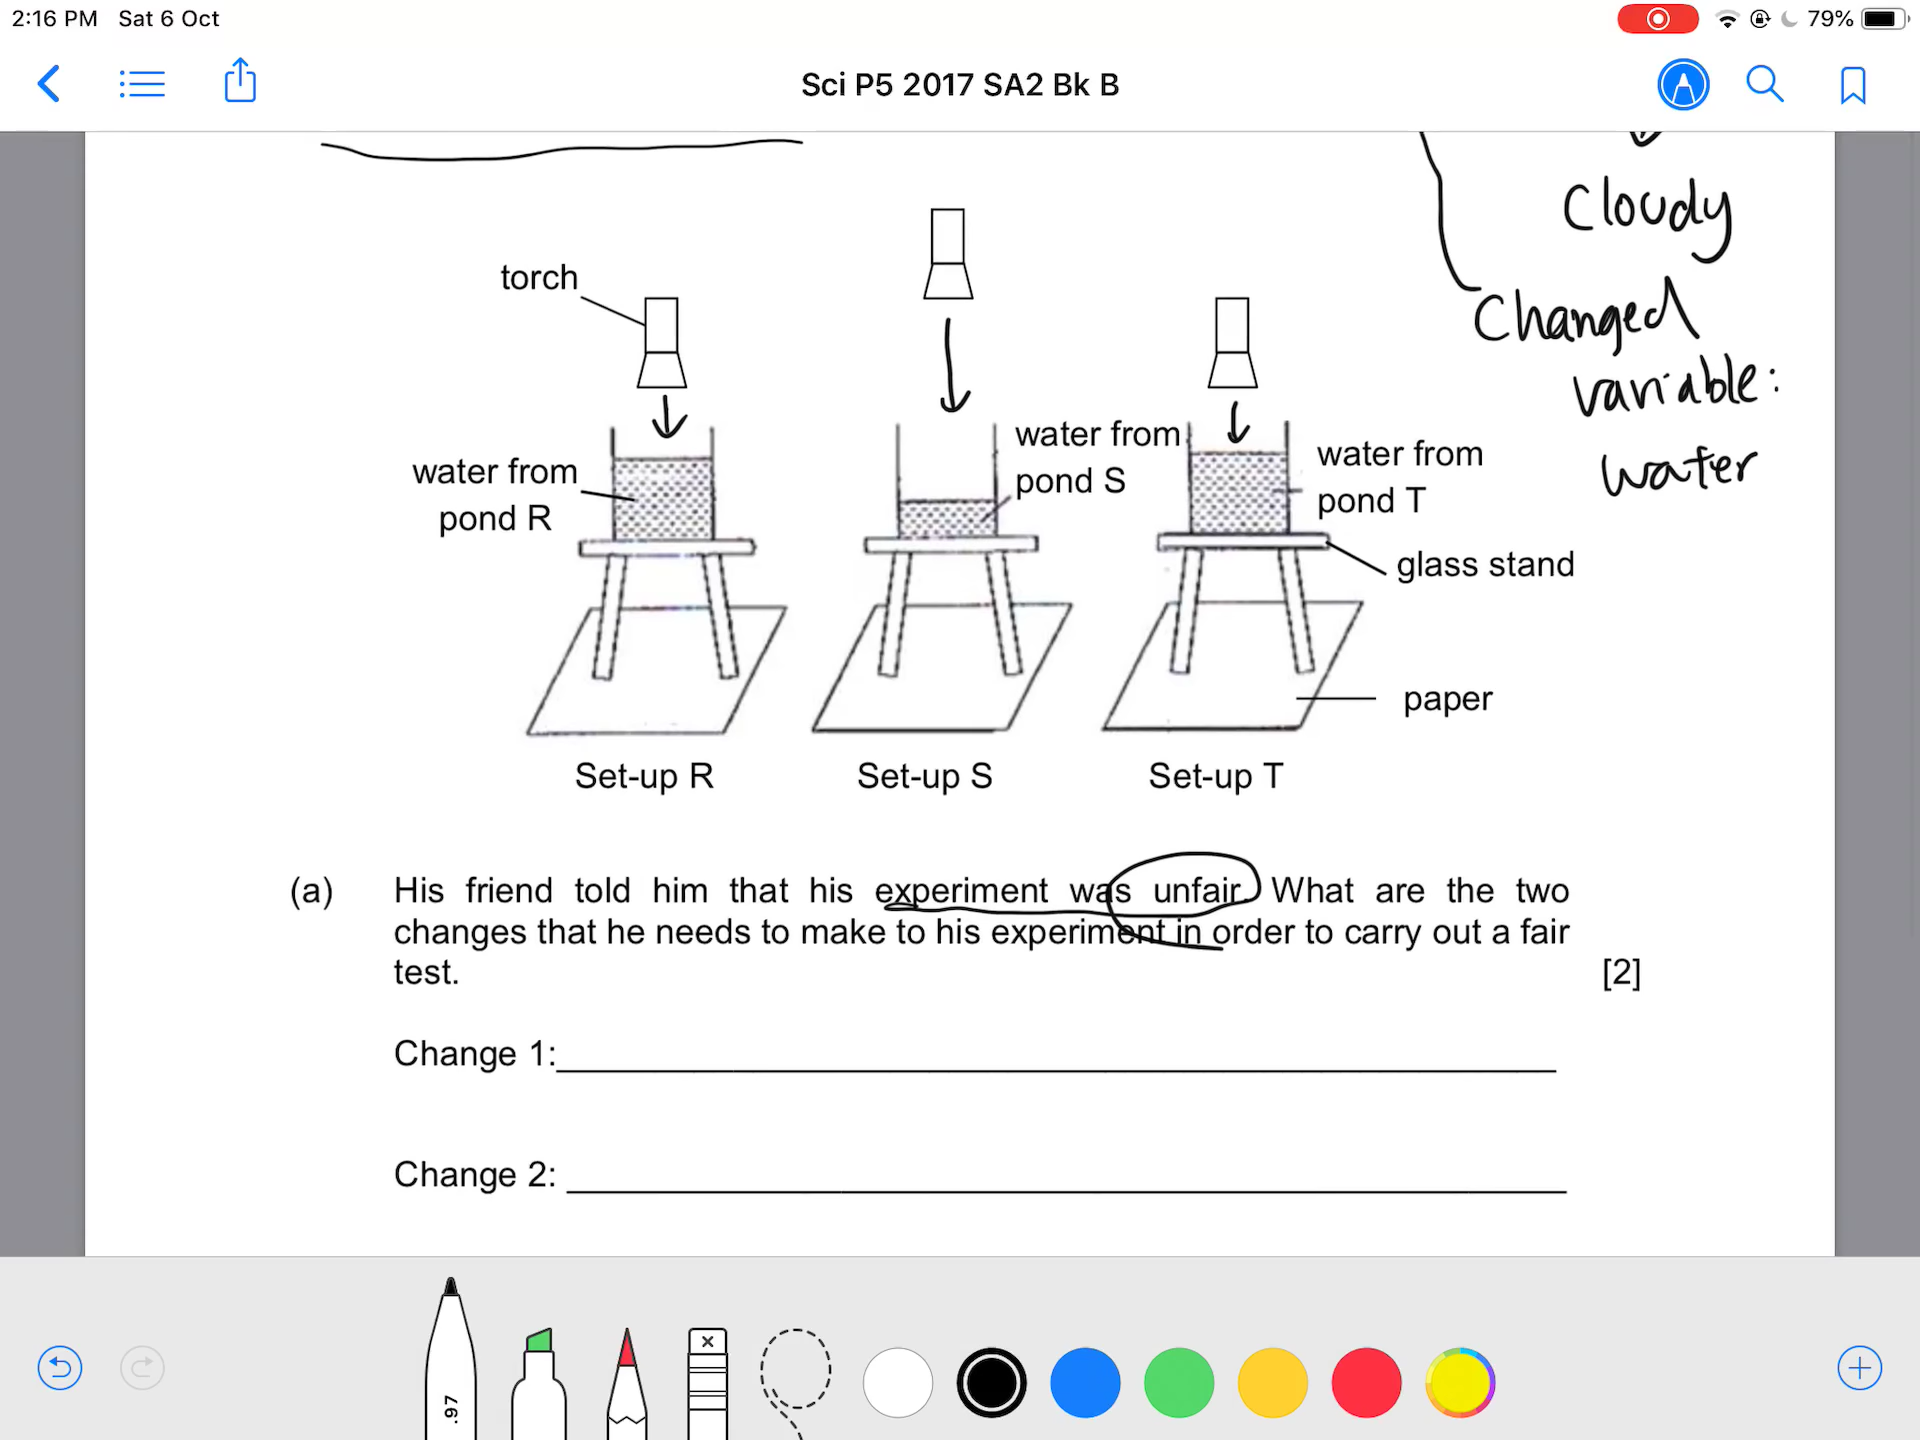 2:16 PM Sat 6 Oct
79%
Sci P5 2017 SA2 Bk B
Cloudy
Changed
variable:
water
torch
water from
pond R
water from
pond S
water from
pond T
glass stand
paper
Set-up R
Set-up S
Set-up T
(a) His friend told him that his experiment was unfair. What are the two
changes that he needs to make to his experiment in order to carry out a fair
test. [2]
Change 1:
Change 2:
.97